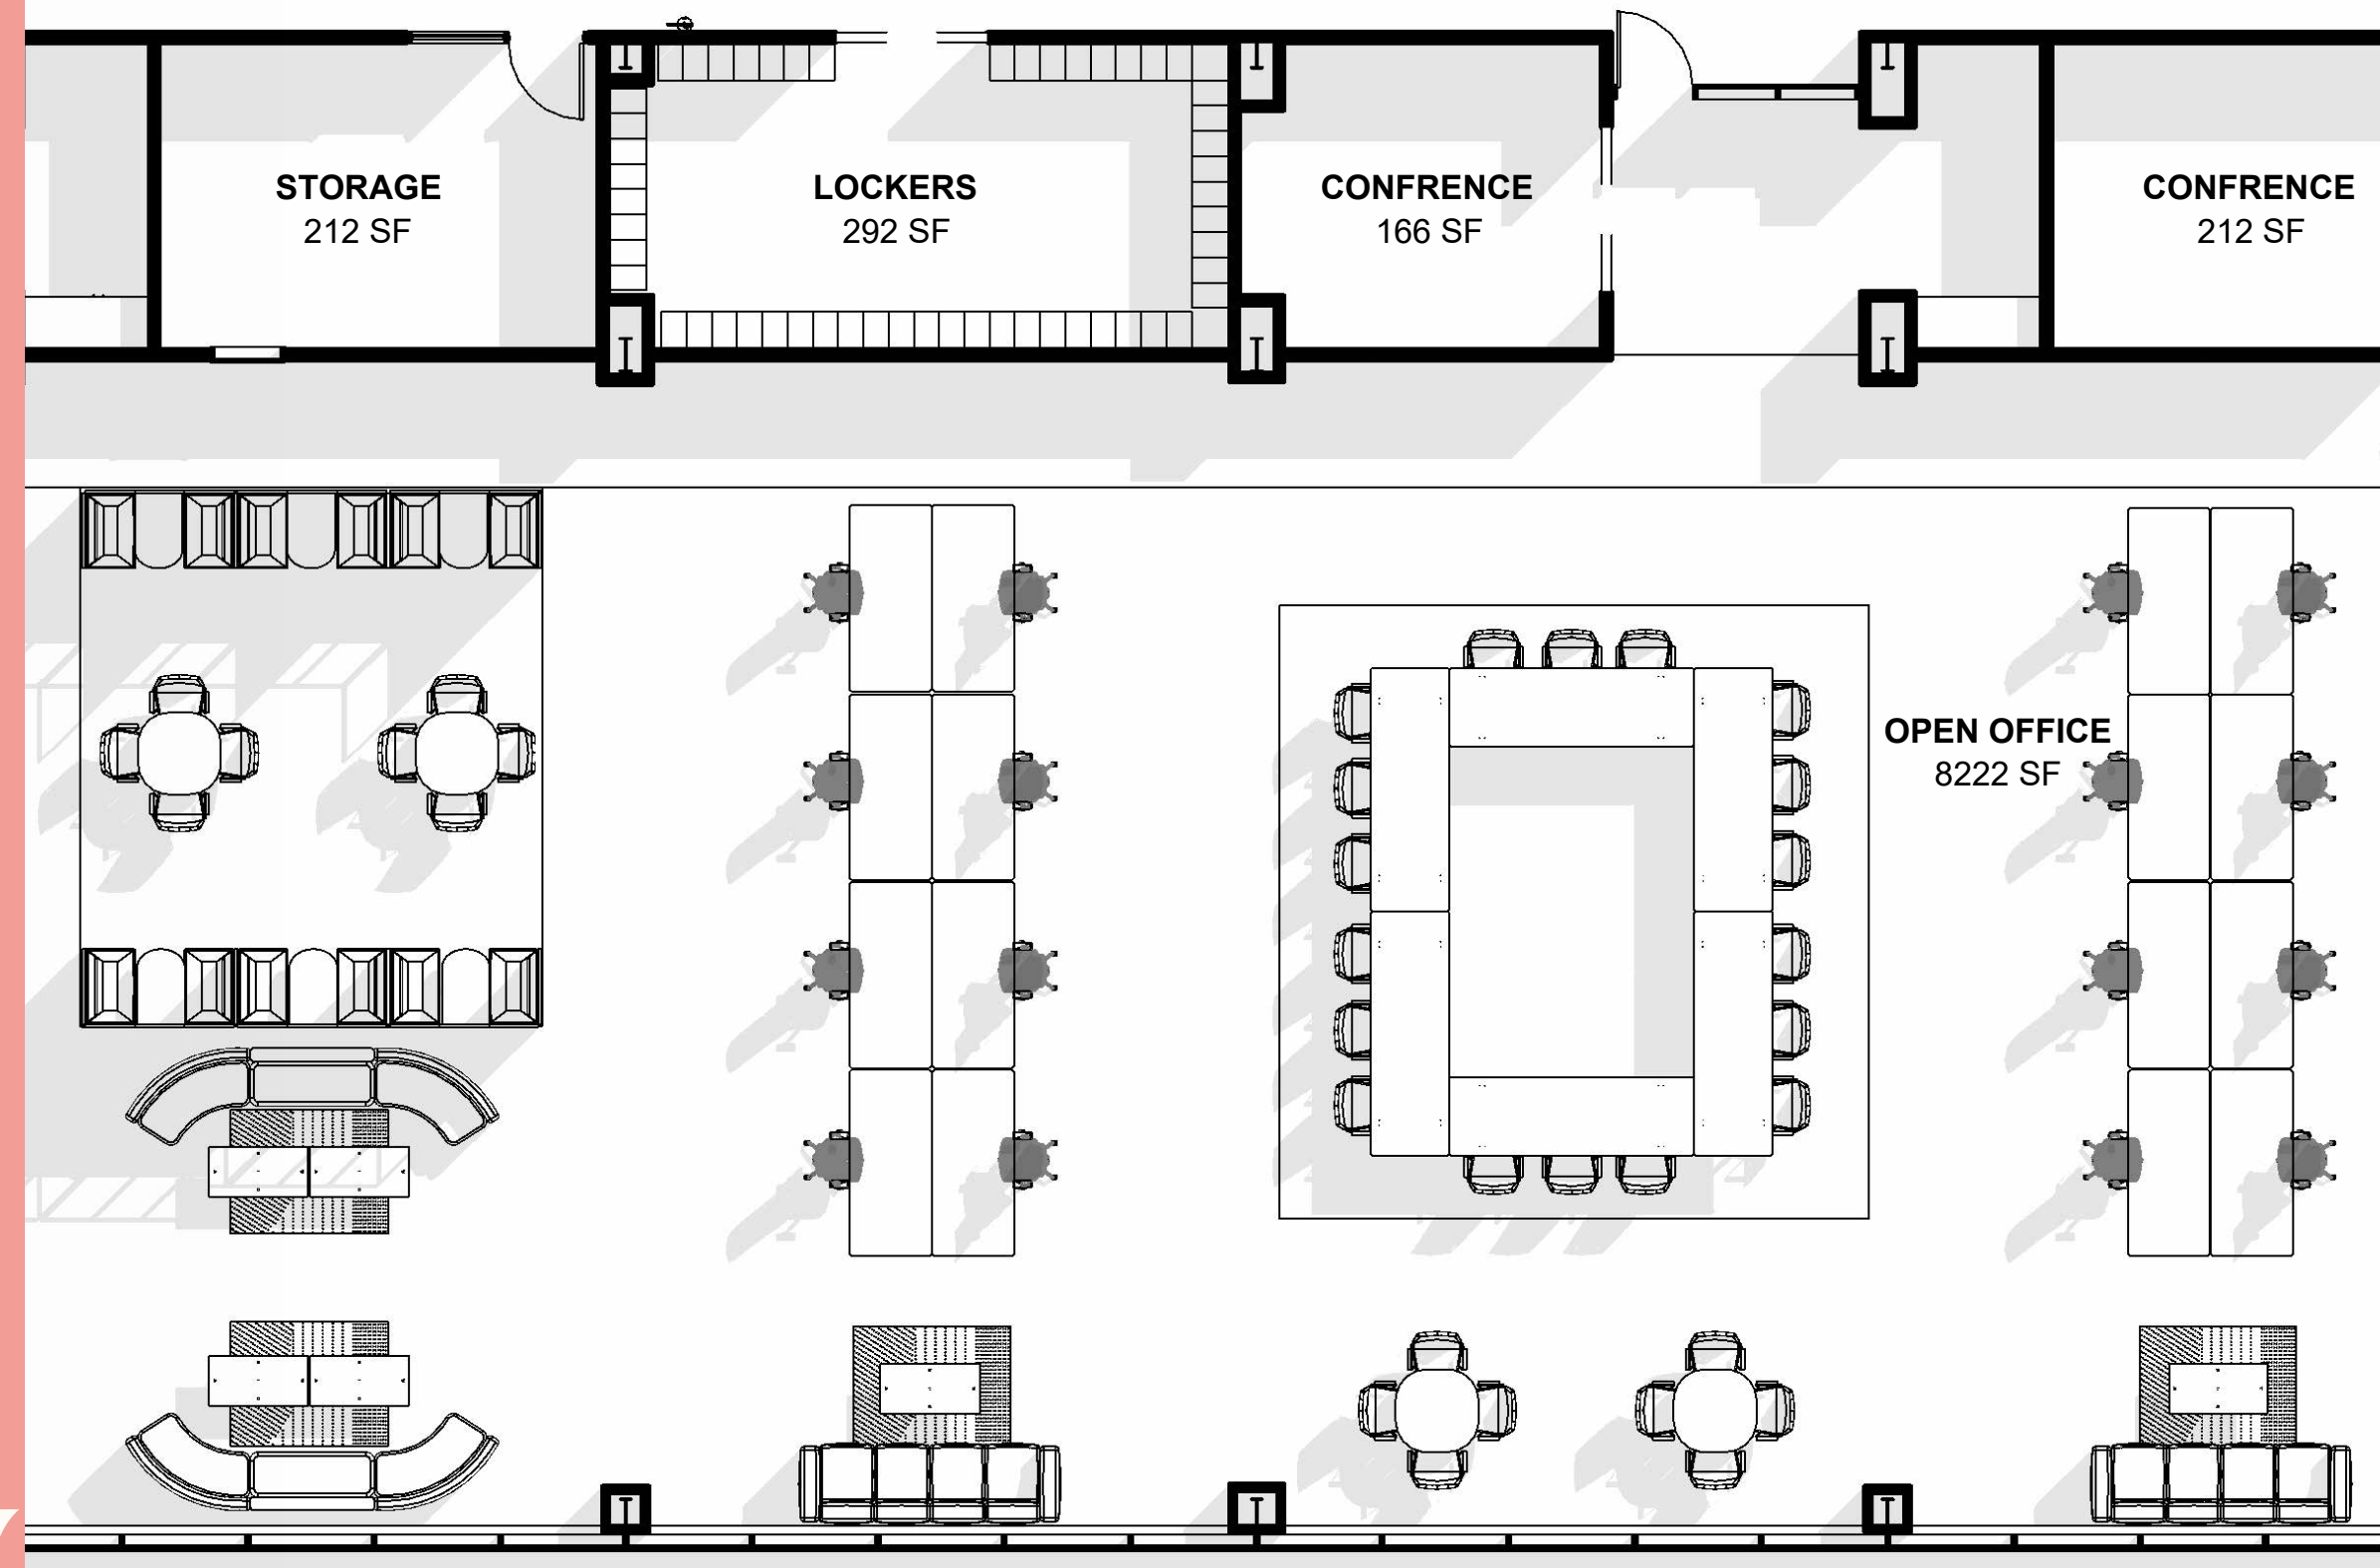 STORAGE
212 SF
LOCKERS
292 SF
CONFRENCE
166 SF
CONFRENCE
212 SF
OPEN OFFICE
8222 SF